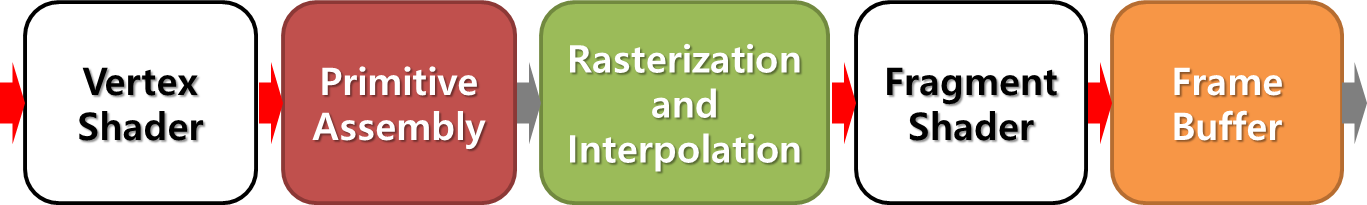 Vertex
Shader
Primitive
Assembly
Rasterization
and
Interpolation
Fragment
Shader
Frame
Buffer